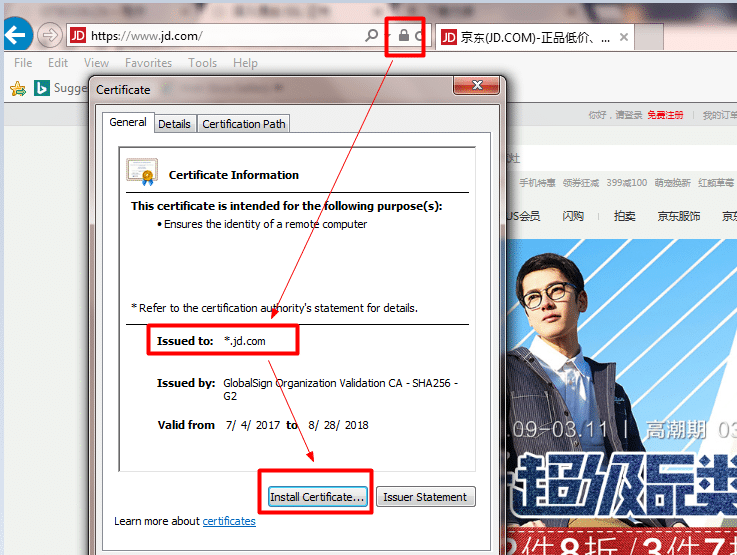 JD https://www.jd.com/
JD 京东(JD.COM)-正品低价、...
File Edit View Favorites Tools Help
Sugge
Certificate
General Details Certification Path
Certificate Information
This certificate is intended for the following purpose(s):
• Ensures the identity of a remote computer
* Refer to the certification authority's statement for details.
Issued to: *.jd.com
Issued by: GlobalSign Organization Validation CA - SHA256 -
G2
Valid from 7/ 4/ 2017 to 8/ 28/ 2018
Install Certificate... Issuer Statement
Learn more about certificates
你好，请登录 免费注册 我的订单
手机特惠 领券狂减 399减100 萌宠焕新 红颜草莓
US会员 闪购 拍卖 京东服饰 京
.09-03.11 | 高潮期 03
超级品类
2件8折/3件7折